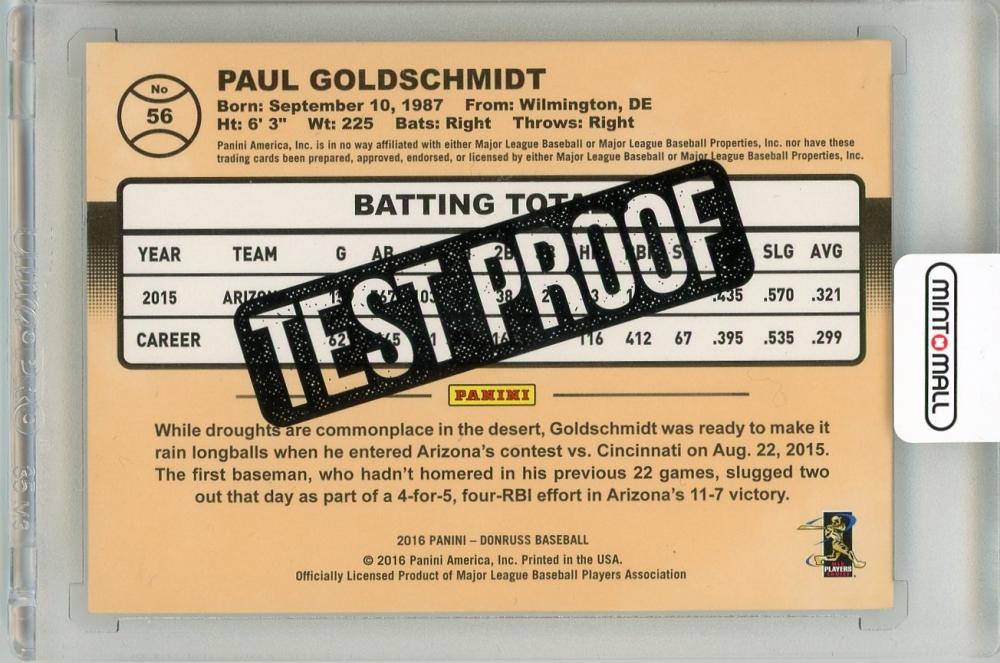 No
56
PAUL GOLDSCHMIDT
Born: September 10, 1987 From: Wilmington, DE
Ht: 6' 3" Wt: 225 Bats: Right Throws: Right
Panini America, Inc. is in no way affiliated with either Major League Baseball or Major League Baseball Properties, Inc. nor have these
trading cards been prepared, approved, endorsed, or licensed by either Major League Baseball or Major League Baseball Properties, Inc.
BATTING
YEAR TEAM G AB SLG AVG
2015 .435 .570 .321
CAREER 116 412 67 .395 .535 .299
TEST PROOF
PANINI
While droughts are commonplace in the desert, Goldschmidt was ready to make it
rain longballs when he entered Arizona's contest vs. Cincinnati on Aug. 22, 2015.
The first baseman, who hadn't homered in his previous 22 games, slugged two
out that day as part of a 4-for-5, four-RBI effort in Arizona's 11-7 victory.
2016 PANINI – DONRUSS BASEBALL
© 2016 Panini America, Inc. Printed in the USA.
Officially Licensed Product of Major League Baseball Players Association
MLB
PLAYERS
CHOICE
MINTMALL